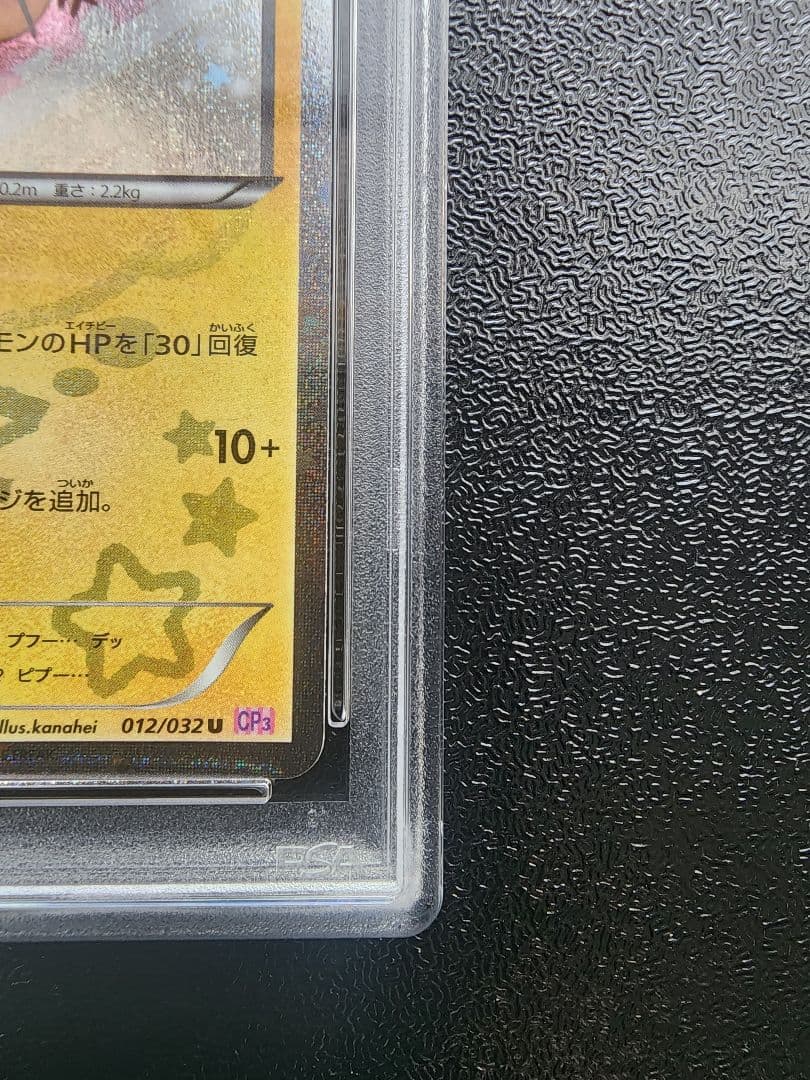 0.2m 重さ：2.2kg
エイチピー かいふく
モンのHPを「30」回復
10+
ついか
ジを追加。
プフー… デッ
? ピプー…
llus.kanahei 012/032 U CP3
PSA